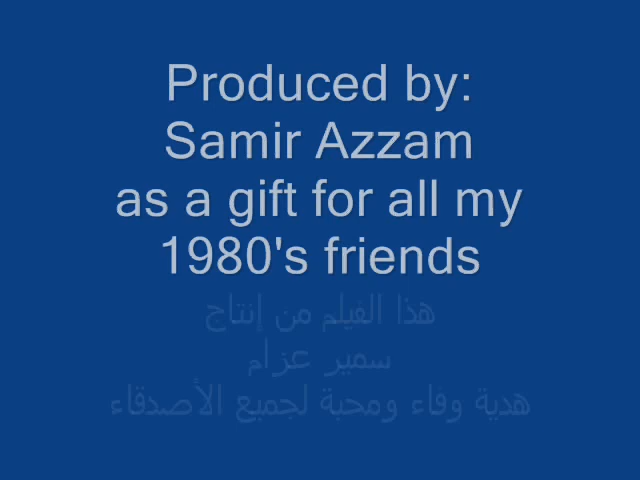 Produced by:
Samir Azzam
as a gift for all my
1980's friends
هذا الفيلم من إنتاج
سمير عزام
هدية وفاء ومحبة لجميع الأصدقاء